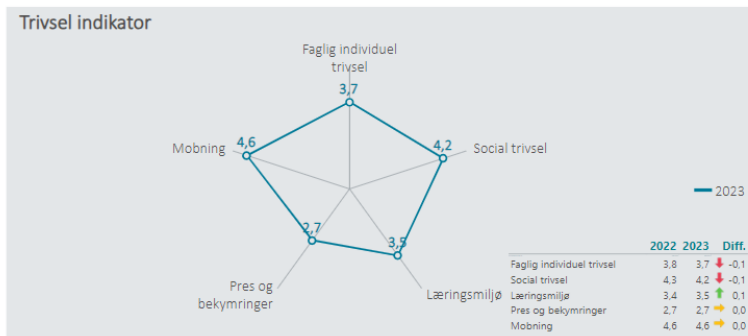 Trivsel indikator
Faglig individuel
trivsel
3,7
4,6
Mobning
4,2
Social trivsel
2023
2,7
3,5
Pres og
bekymringer
Læringsmiljø
2022 2023 Diff.
Faglig individuel trivsel 3,8 3,7 -0,1
Social trivsel 4,3 4,2 -0,1
Læringsmiljø 3,4 3,5 0,1
Pres og bekymringer 2,7 2,7 0,0
Mobning 4,6 4,6 0,0